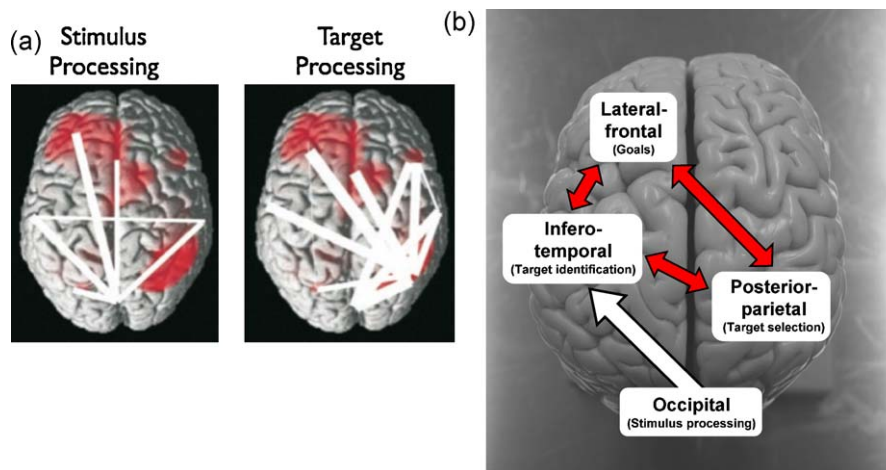 (a)
Stimulus
Processing
Target
Processing
(b)
Lateral-
frontal
(Goals)
Infero-
temporal
(Target identification)
Posterior-
parietal
(Target selection)
Occipital
(Stimulus processing)